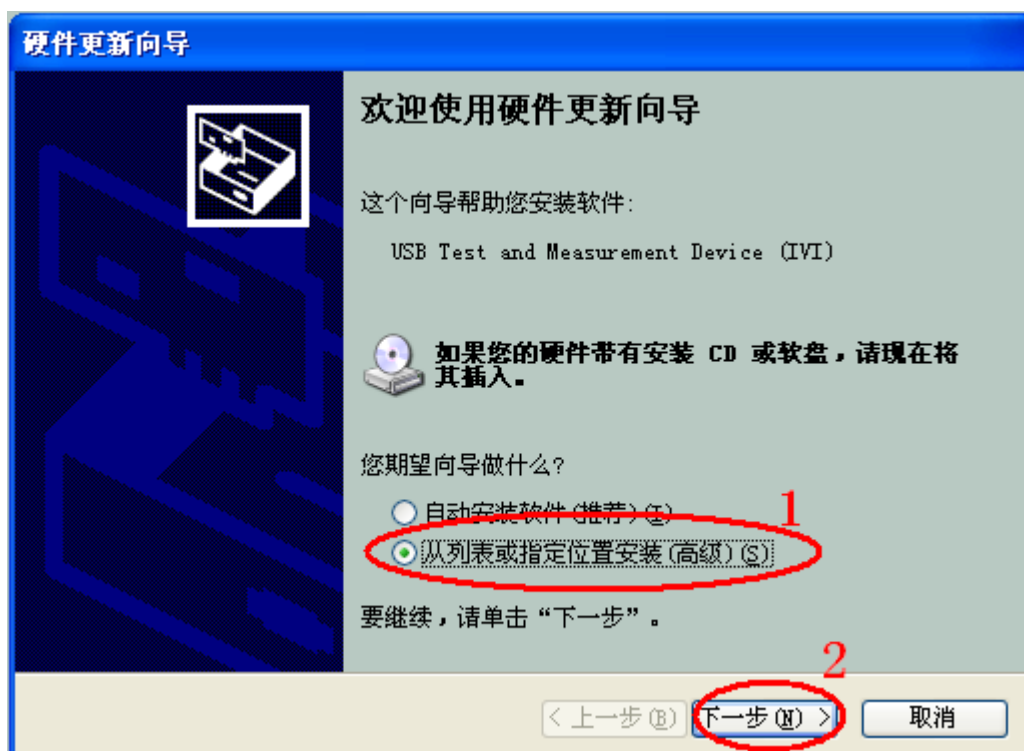 硬件更新向导
欢迎使用硬件更新向导
这个向导帮助您安装软件:
USB Test and Measurement Device (IVI)
如果您的硬件带有安装 CD 或软盘，请现在将
其插入。
您期望向导做什么?
自动安装软件(推荐)(I)
1
从列表或指定位置安装(高级)(S)
要继续，请单击“下一步”。
2
< 上一步(B) 下一步(N) > 取消